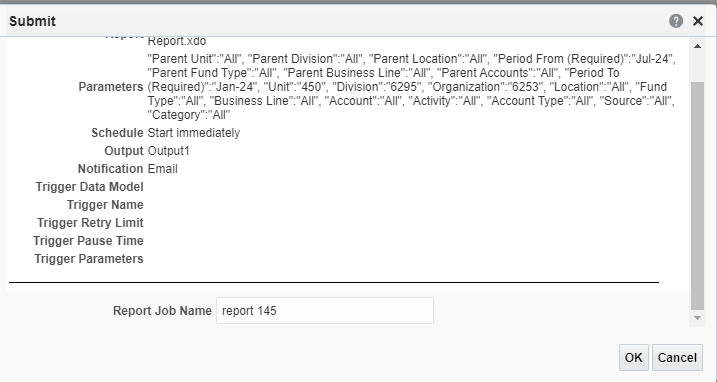 Submit
Report.xdo
Parameters "Parent Unit":"All", "Parent Division":"All", "Parent Location":"All", "Period From (Required)":"Jul-24",
"Parent Fund Type":"All", "Parent Business Line":"All", "Parent Accounts":"All", "Period To
(Required)":"Jan-24", "Unit":"450", "Division":"6295", "Organization":"6253", "Location":"All", "Fund
Type":"All", "Business Line":"All", "Account":"All", "Activity":"All", "Account Type":"All", "Source":"All",
"Category":"All"
Schedule Start immediately
Output Output1
Notification Email
Trigger Data Model
Trigger Name
Trigger Retry Limit
Trigger Pause Time
Trigger Parameters
Report Job Name report 145
OK Cancel